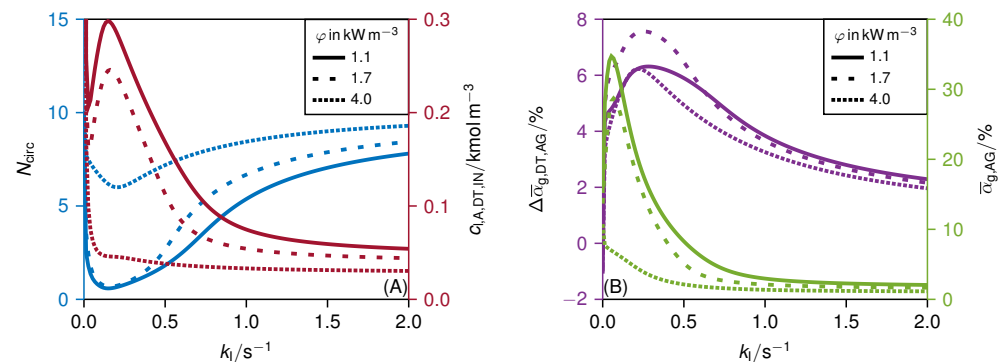 15
10
5
0
N_circ
φ in kW m⁻³
1.1
1.7
4.0
0.3
0.2
0.1
0.0
c_l,A,DT,IN/kmol m⁻³
(A)
0.0 0.5 1.0 1.5 2.0
k_l/s⁻¹
8
6
4
2
0
−2
Δα̅_g,DT,AG/%
φ in kW m⁻³
1.1
1.7
4.0
40
30
20
10
0
α̅_g,AG/%
(B)
0.0 0.5 1.0 1.5 2.0
k_l/s⁻¹